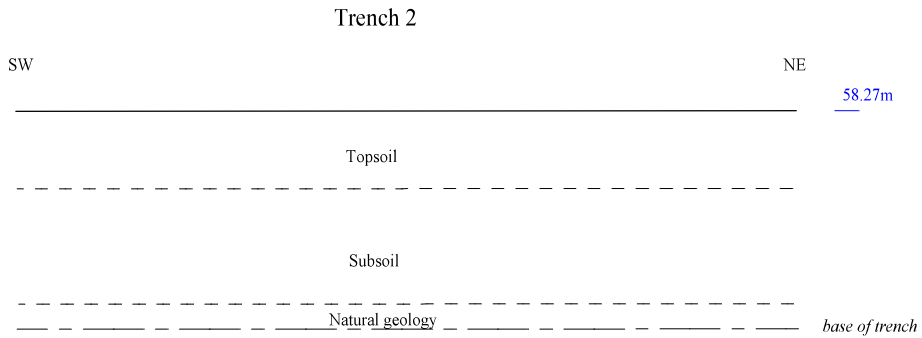 Trench 2
SW
NE
58.27m
Topsoil
Subsoil
Natural geology
base of trench